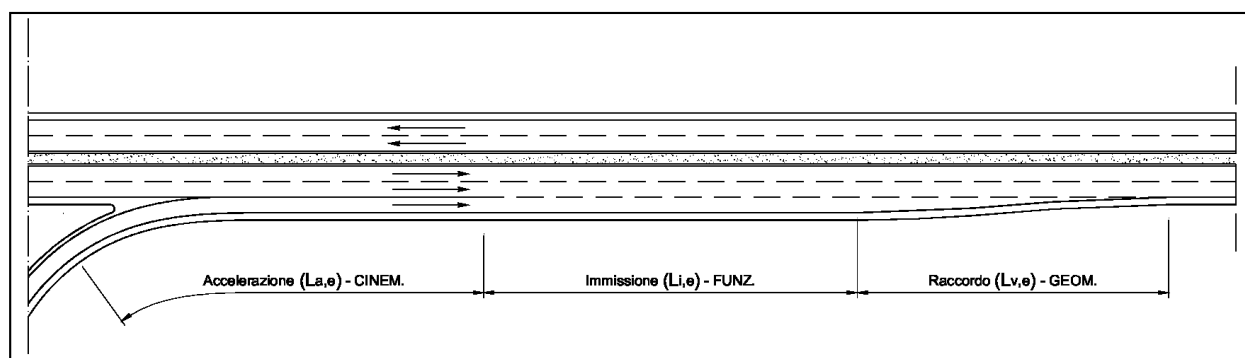 Accelerazione (La,e) - CINEM.
Immissione (Li,e) - FUNZ.
Raccordo (Lv,e) - GEOM.